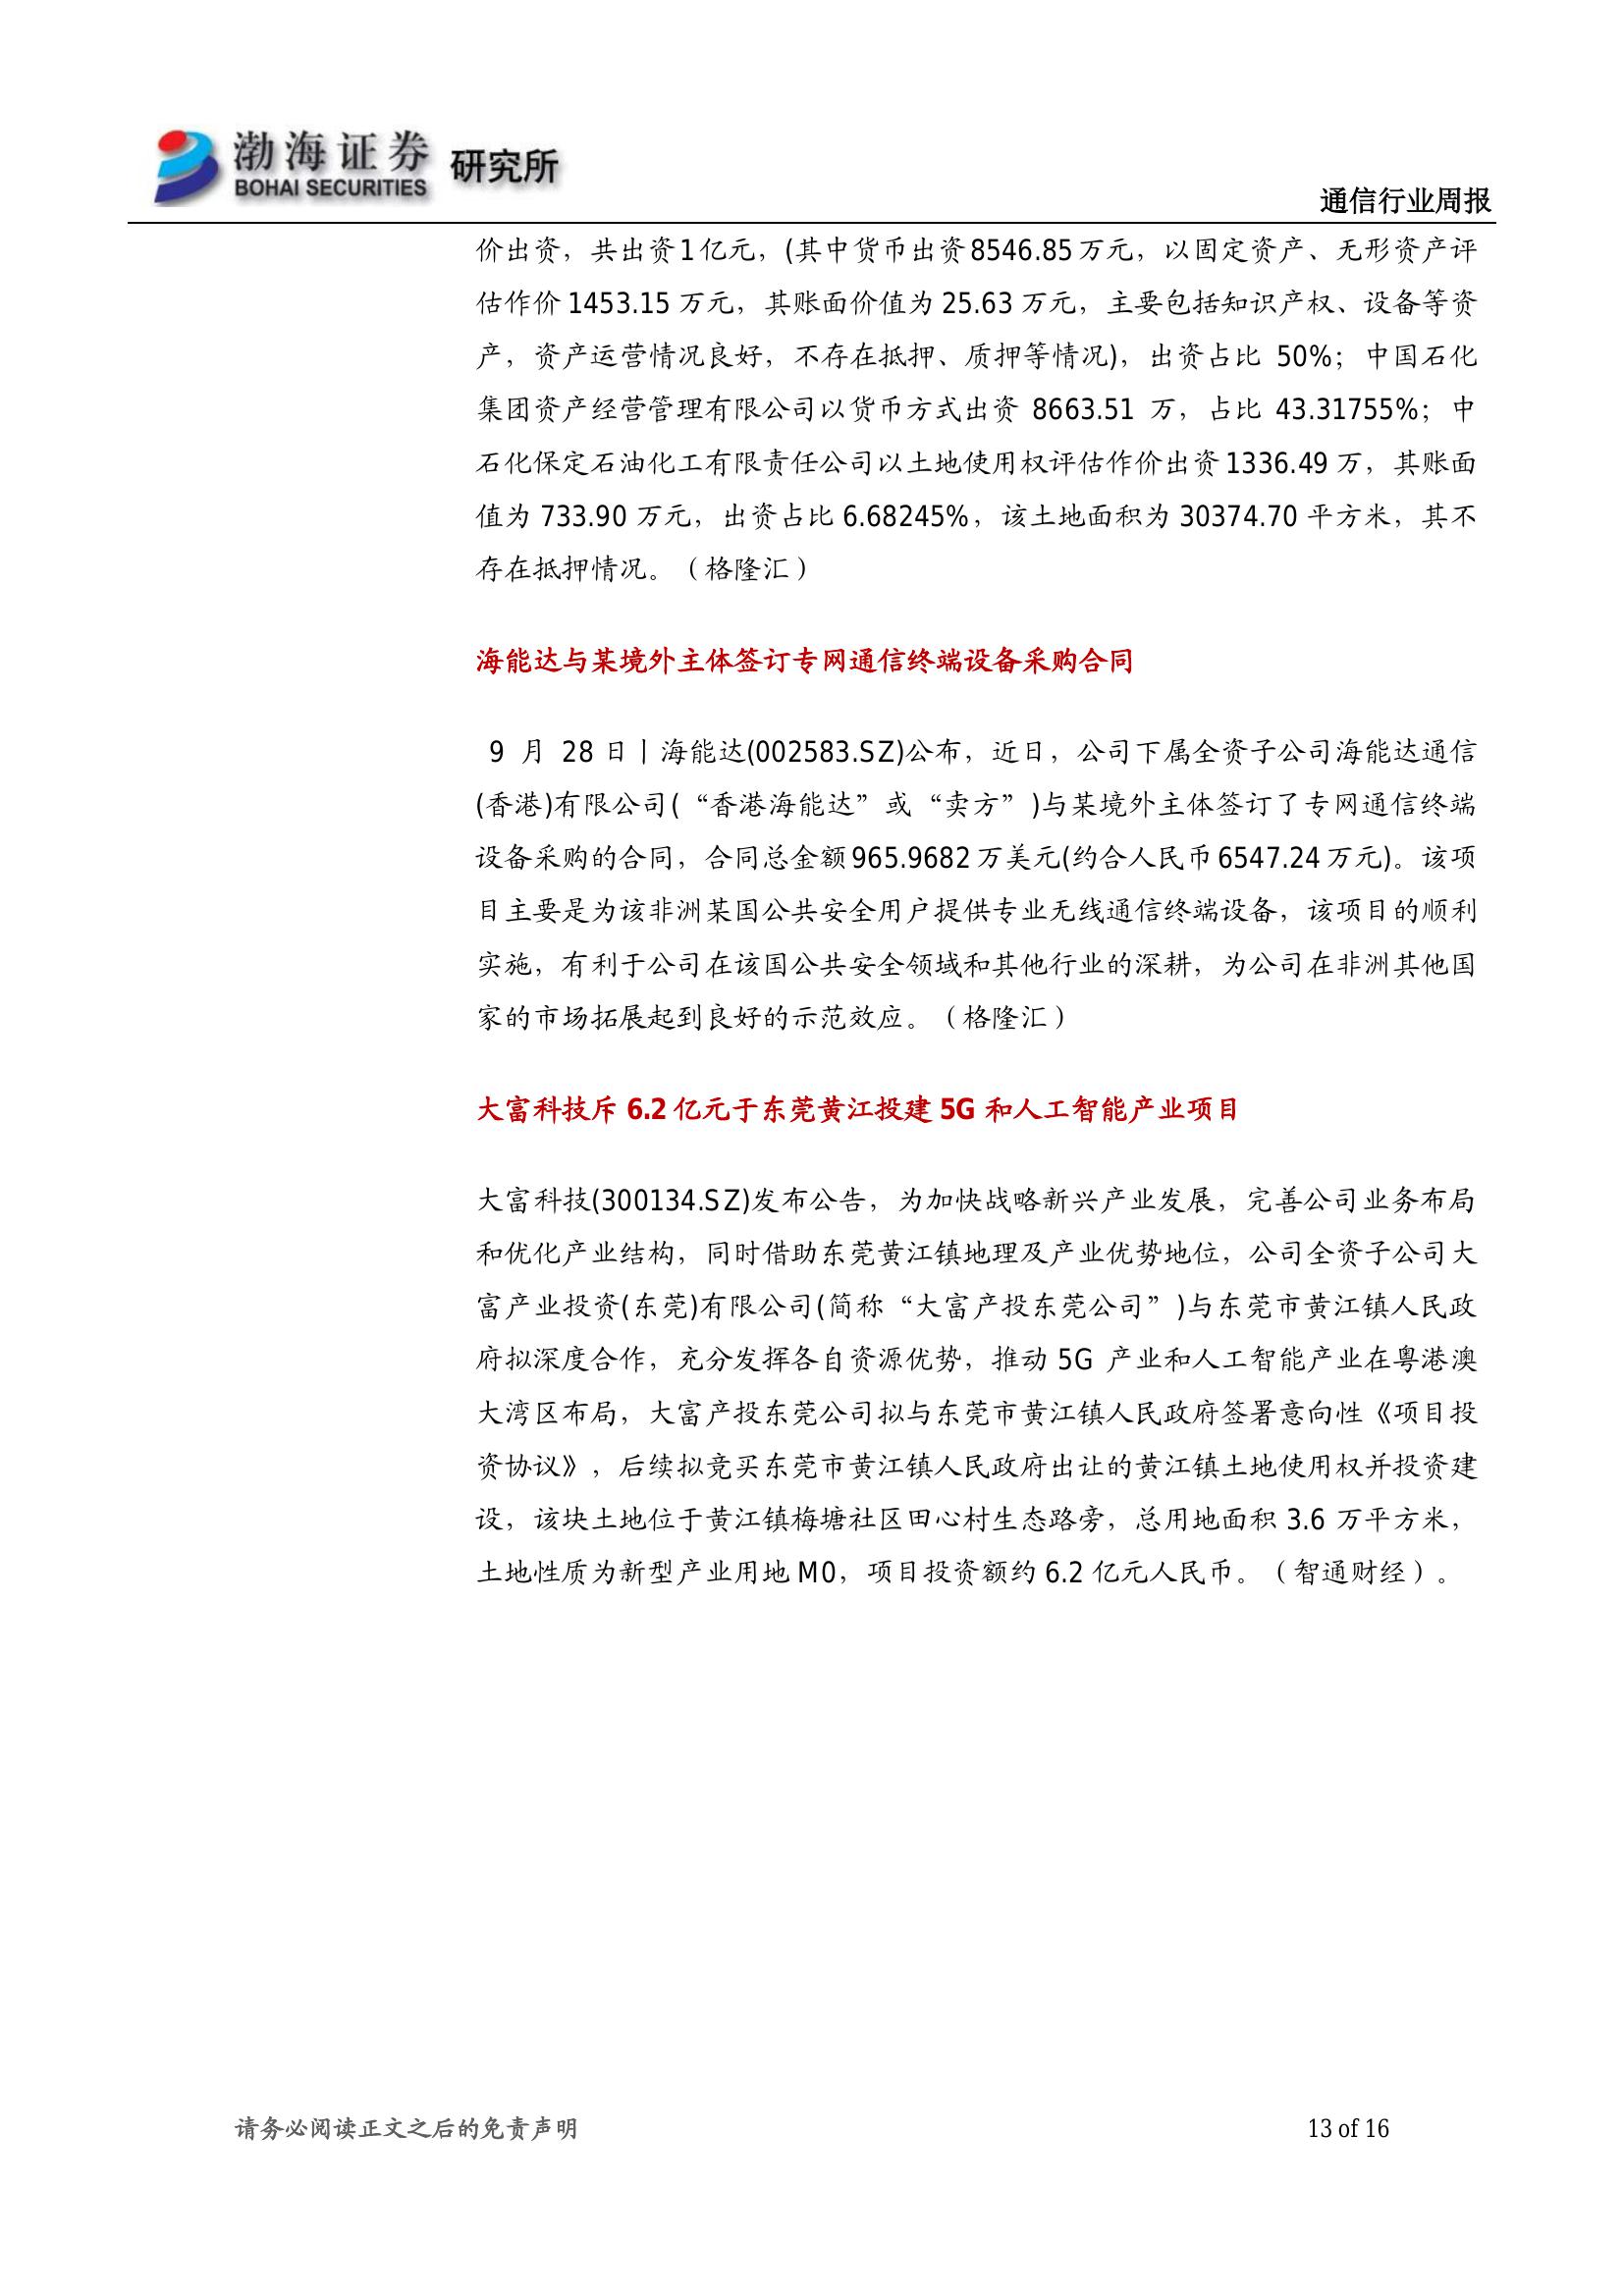 渤海证券 研究所
BOHAI SECURITIES
通信行业周报
价出资，共出资1亿元，(其中货币出资8546.85万元，以固定资产、无形资产评
估作价 1453.15 万元，其账面价值为 25.63 万元，主要包括知识产权、设备等资
产，资产运营情况良好，不存在抵押、质押等情况)，出资占比 50%；中国石化
集团资产经营管理有限公司以货币方式出资 8663.51 万，占比 43.31755%；中
石化保定石油化工有限责任公司以土地使用权评估作价出资1336.49 万，其账面
值为 733.90 万元，出资占比 6.68245%，该土地面积为 30374.70 平方米，其不
存在抵押情况。（格隆汇）
海能达与某境外主体签订专网通信终端设备采购合同
9 月 28 日丨海能达(002583.SZ)公布，近日，公司下属全资子公司海能达通信
(香港)有限公司(“香港海能达”或“卖方”)与某境外主体签订了专网通信终端
设备采购的合同，合同总金额965.9682万美元(约合人民币6547.24万元)。该项
目主要是为该非洲某国公共安全用户提供专业无线通信终端设备，该项目的顺利
实施，有利于公司在该国公共安全领域和其他行业的深耕，为公司在非洲其他国
家的市场拓展起到良好的示范效应。（格隆汇）
大富科技斥 6.2 亿元于东莞黄江投建 5G 和人工智能产业项目
大富科技(300134.SZ)发布公告，为加快战略新兴产业发展，完善公司业务布局
和优化产业结构，同时借助东莞黄江镇地理及产业优势地位，公司全资子公司大
富产业投资(东莞)有限公司(简称“大富产投东莞公司”)与东莞市黄江镇人民政
府拟深度合作，充分发挥各自资源优势，推动 5G 产业和人工智能产业在粤港澳
大湾区布局，大富产投东莞公司拟与东莞市黄江镇人民政府签署意向性《项目投
资协议》，后续拟竞买东莞市黄江镇人民政府出让的黄江镇土地使用权并投资建
设，该块土地位于黄江镇梅塘社区田心村生态路旁，总用地面积 3.6 万平方米，
土地性质为新型产业用地 M0，项目投资额约 6.2 亿元人民币。（智通财经）。
请务必阅读正文之后的免责声明
13 of 16